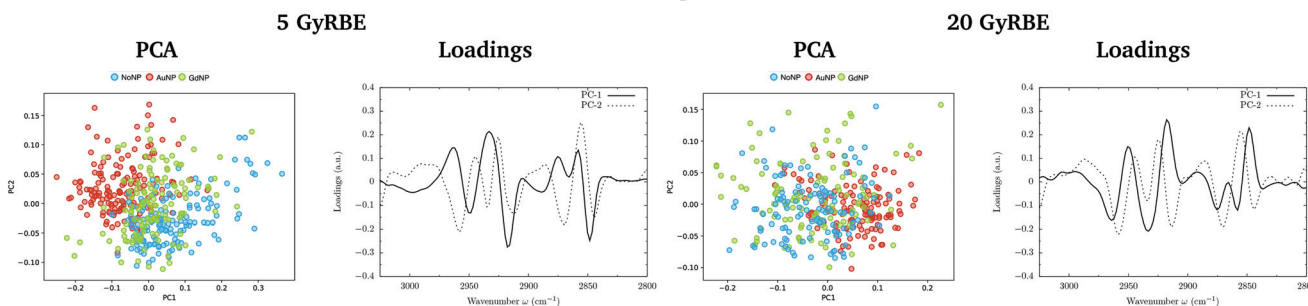 5 GyRBE
20 GyRBE
PCA
Loadings
PCA
Loadings
NoNP AuNP GdNP
NoNP AuNP GdNP
PC2
0.15
0.10
0.05
0.00
−0.05
−0.10
−0.2 −0.1 0.0 0.1 0.2 0.3
PC1
Loadings (a.u.)
0.4
0.3
0.2
0.1
0
−0.1
−0.2
−0.3
−0.4
PC-1
PC-2
3000 2950 2900 2850 2800
Wavenumber ω (cm⁻¹)
PC2
0.15
0.10
0.05
0.00
−0.05
−0.10
−0.2 −0.1 0.0 0.1 0.2
PC1
Loadings (a.u.)
0.4
0.3
0.2
0.1
0
−0.1
−0.2
−0.3
−0.4
PC-1
PC-2
3000 2950 2900 2850 280
Wavenumber ω (cm⁻¹)